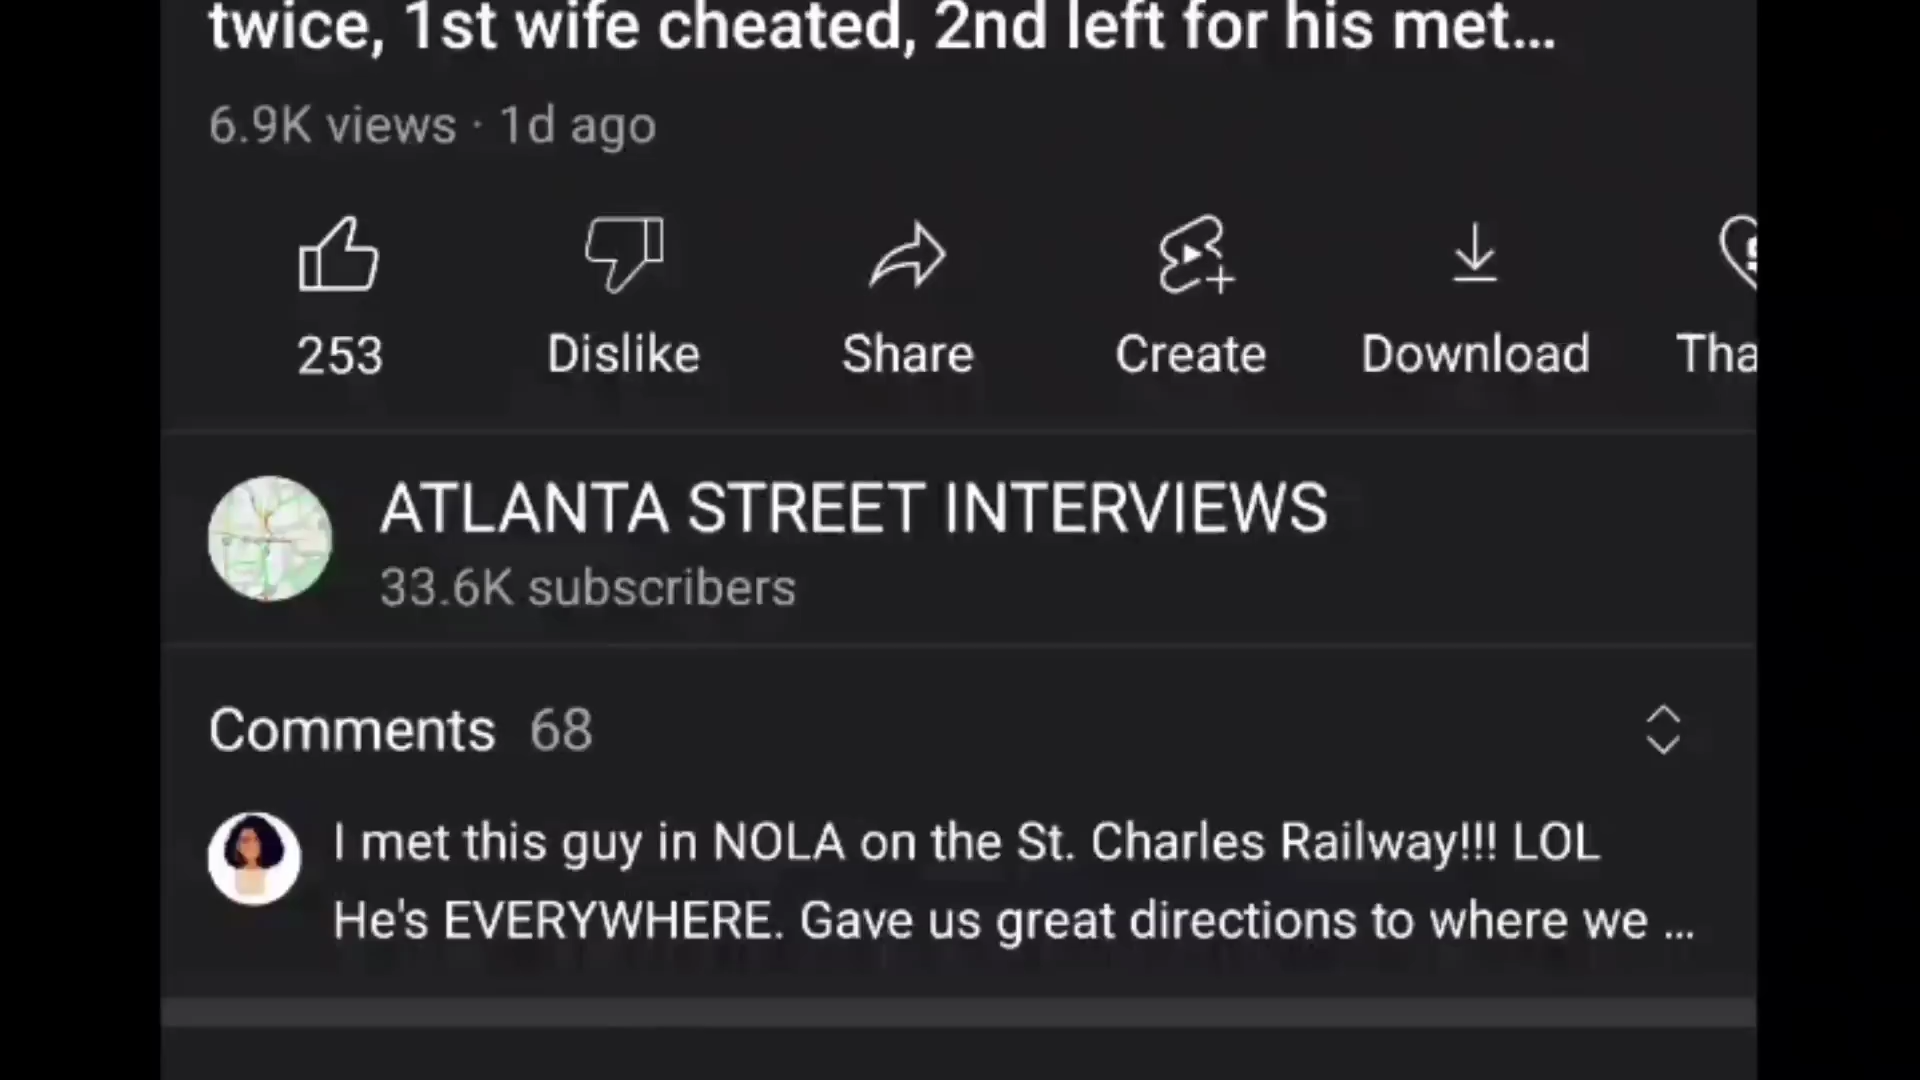 twice, 1st wife cheated, 2nd left for his met...
6.9K views · 1d ago
253 Dislike Share Create Download Tha
ATLANTA STREET INTERVIEWS
33.6K subscribers
Comments 68
I met this guy in NOLA on the St. Charles Railway!!! LOL
He's EVERYWHERE. Gave us great directions to where we ...